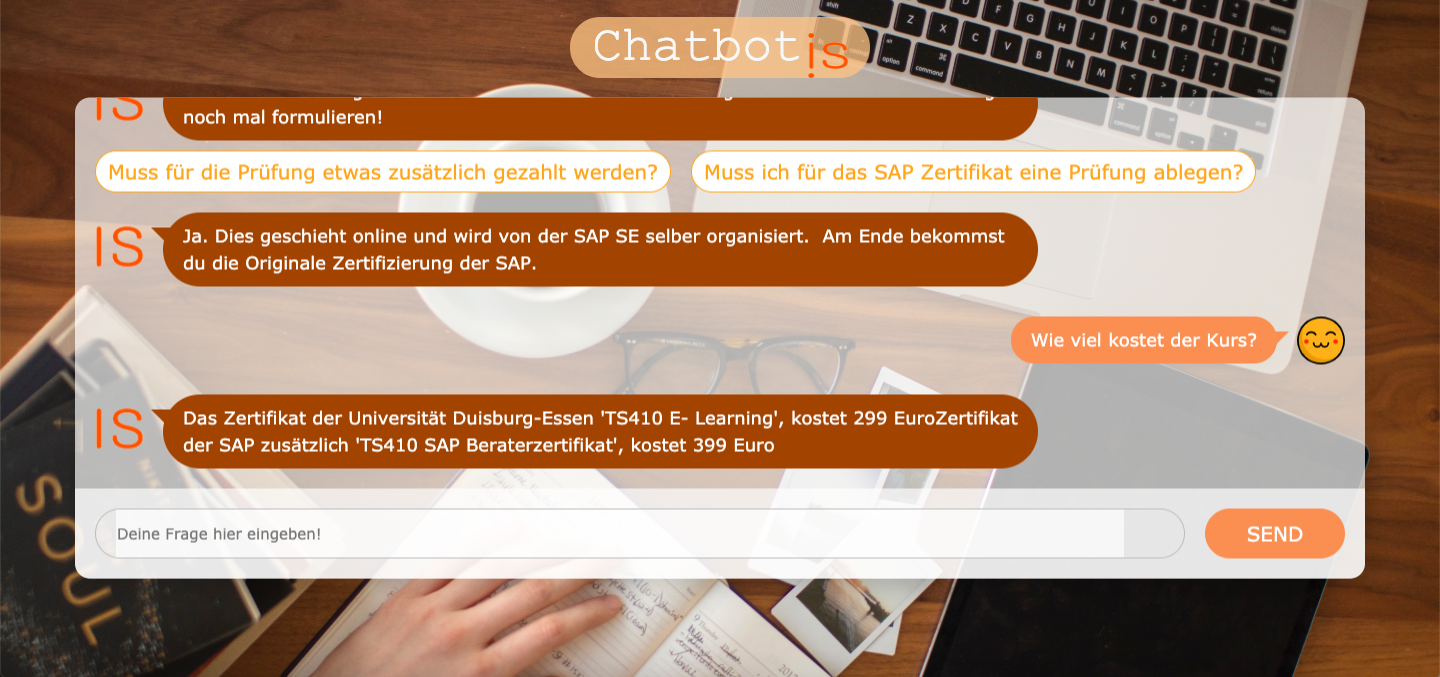 Chatbot is
IS
noch mal formulieren!
Muss für die Prüfung etwas zusätzlich gezahlt werden? Muss ich für das SAP Zertifikat eine Prüfung ablegen?
IS
Ja. Dies geschieht online und wird von der SAP SE selber organisiert.  Am Ende bekommst
du die Originale Zertifizierung der SAP.
Wie viel kostet der Kurs?
IS
Das Zertifikat der Universität Duisburg-Essen 'TS410 E- Learning', kostet 299 EuroZertifikat
der SAP zusätzlich 'TS410 SAP Beraterzertifikat', kostet 399 Euro
Deine Frage hier eingeben!
SEND
SOUL